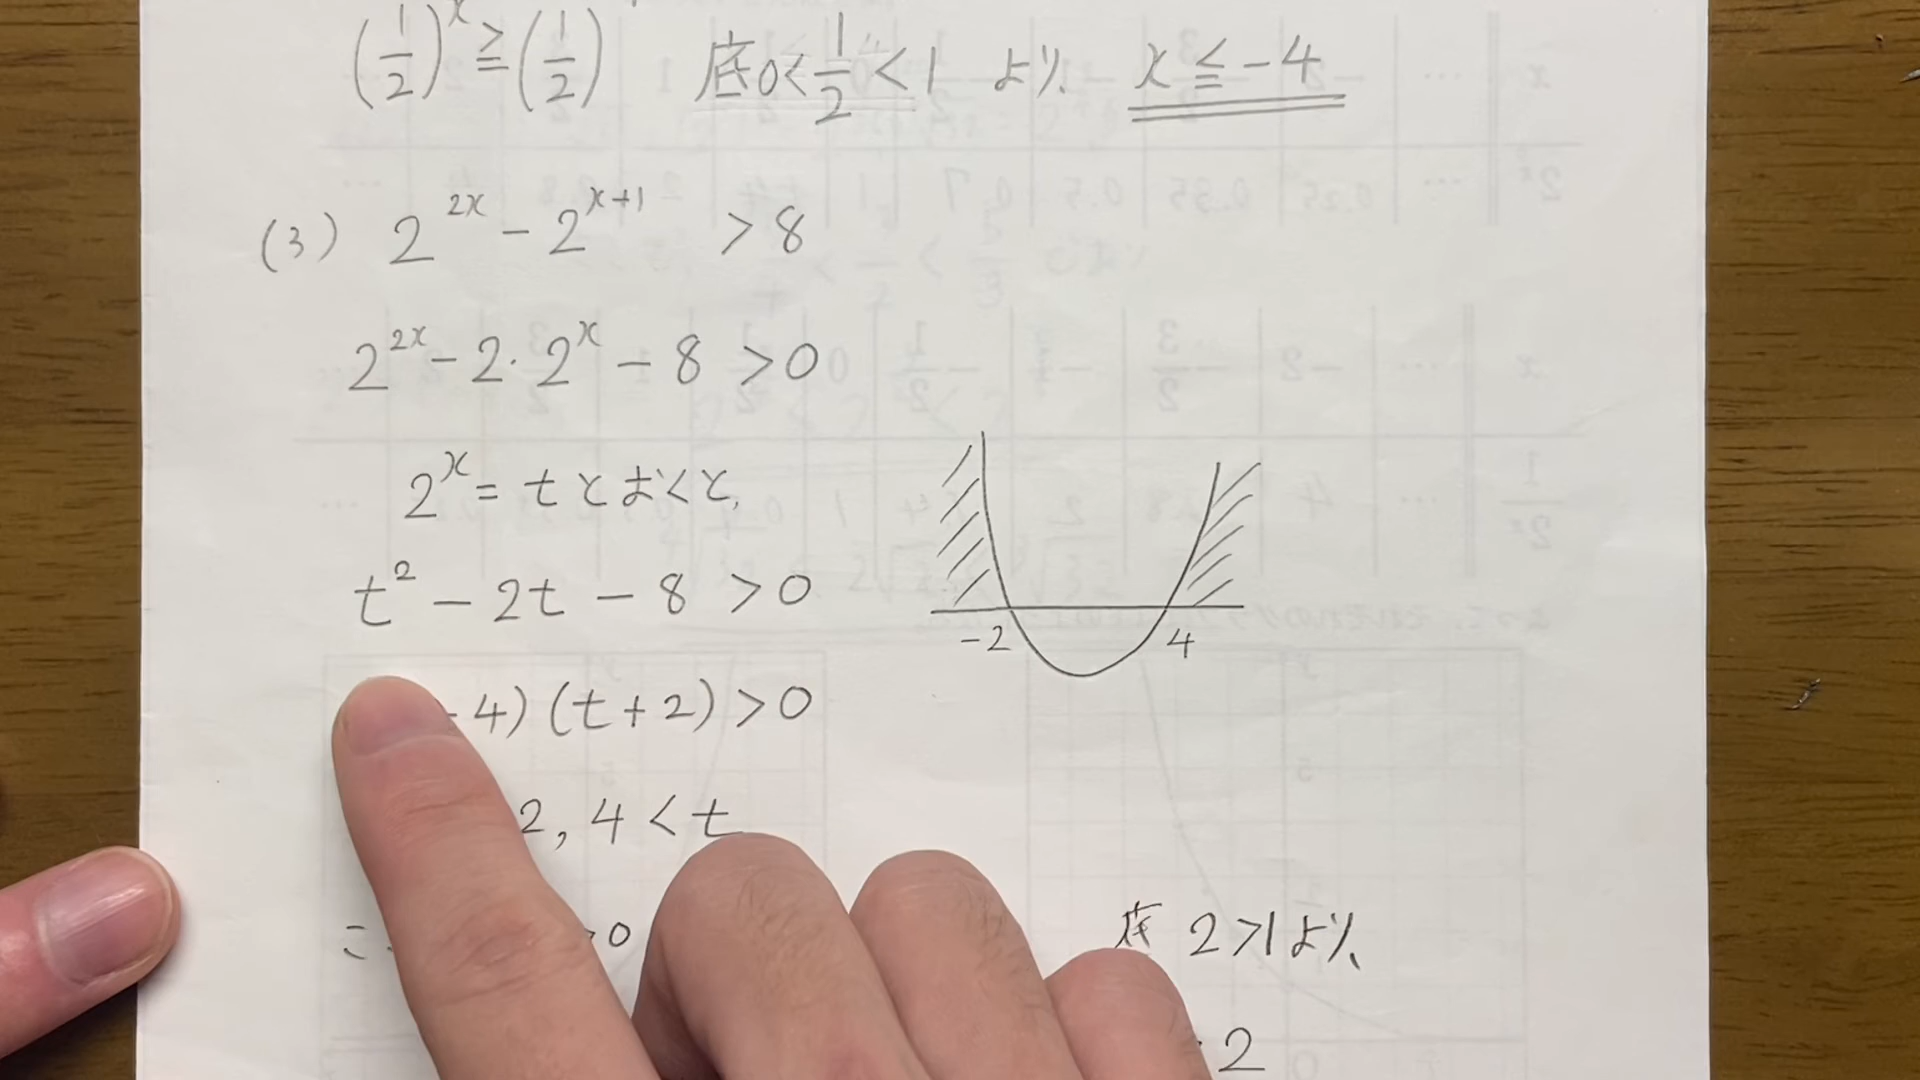 (1/2)^x ≧ (1/2) 底0<1/2<1 より x ≦ -4
(3) 2^{2x} - 2^{x+1} > 8
2^{2x} - 2・2^x - 8 > 0
2^x = t とおくと、
t^2 - 2t - 8 > 0
-2 4
4)(t+2) > 0
2, 4 < t
>0 底 2>1より、
2